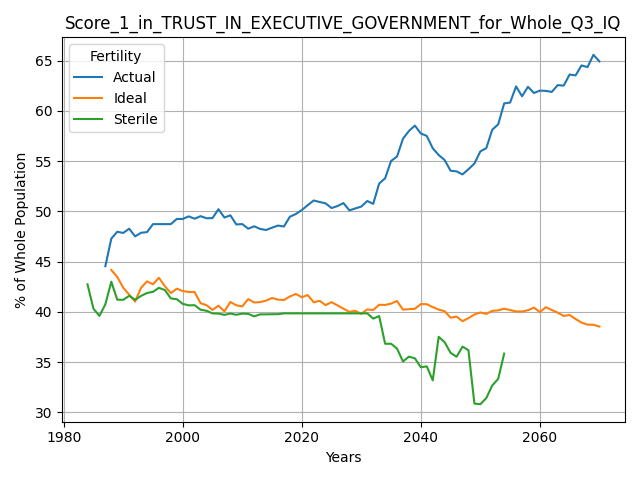 Score_1_in_TRUST_IN_EXECUTIVE_GOVERNMENT_for_Whole_Q3_IQ
Fertility
Actual
Ideal
Sterile
% of Whole Population
65
60
55
50
45
40
35
30
1980
2000
2020
2040
2060
Years